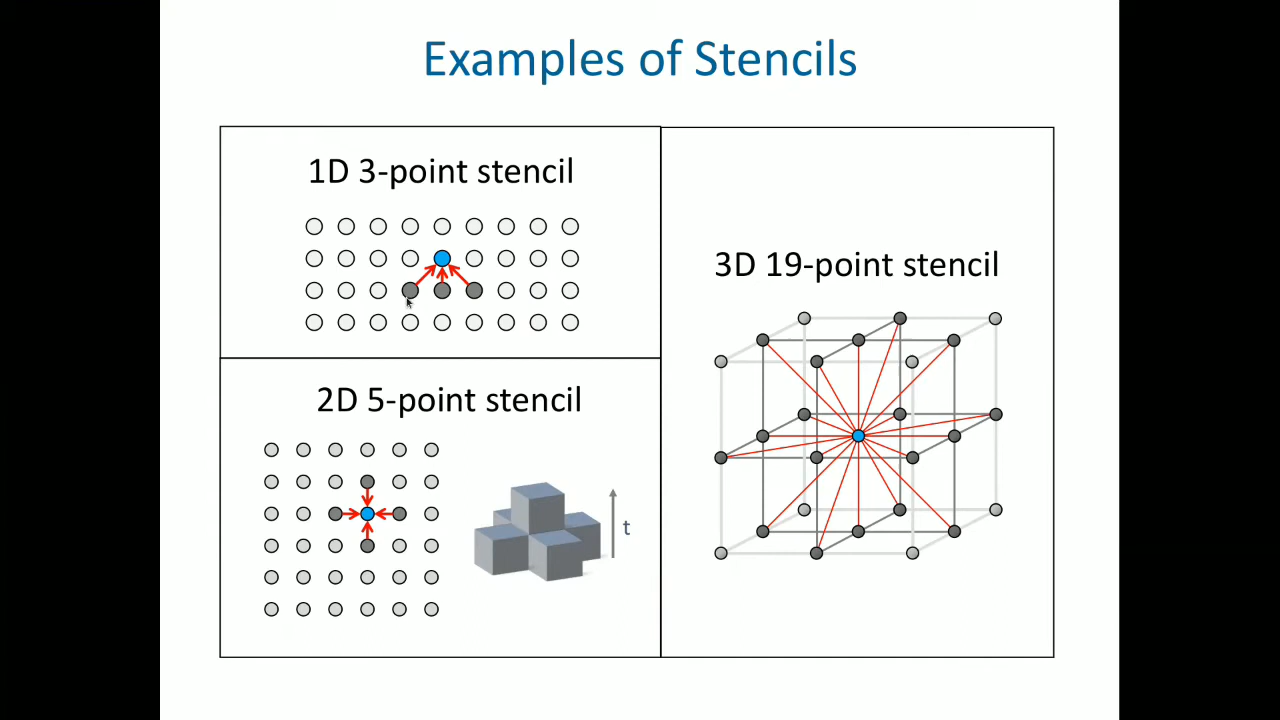 Examples of Stencils
1D 3-point stencil
2D 5-point stencil
t
3D 19-point stencil